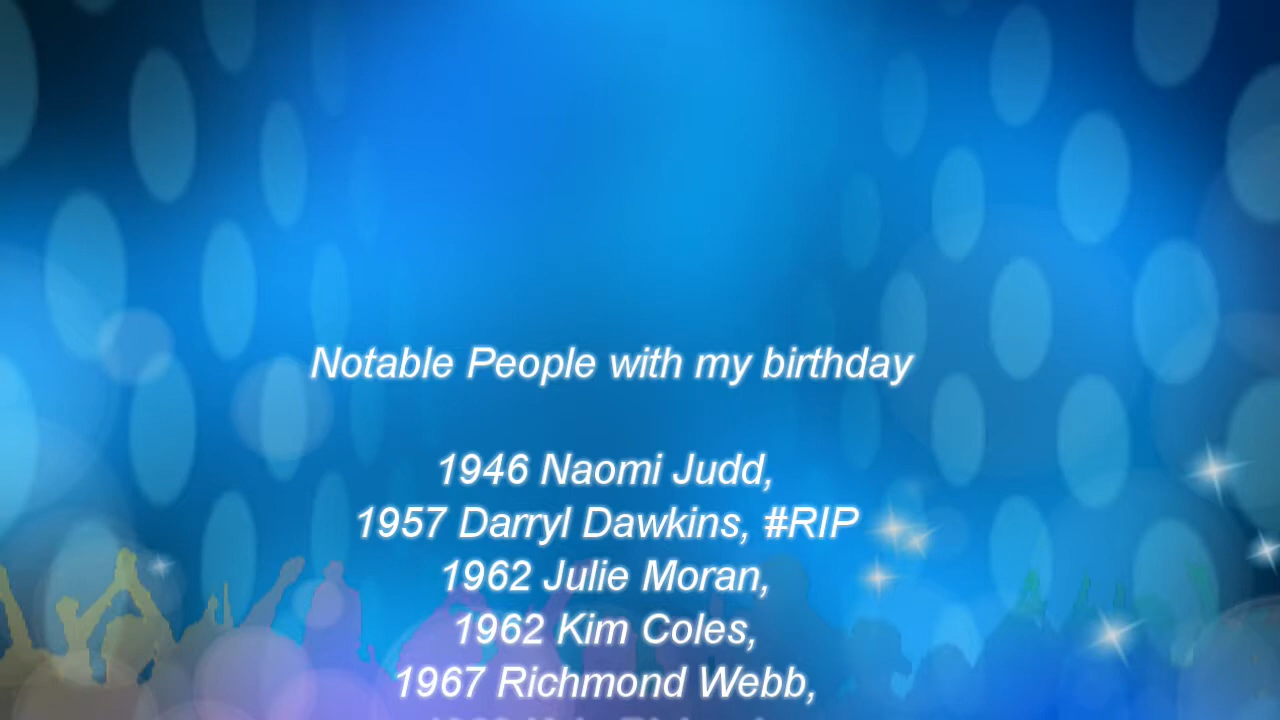 Notable People with my birthday
1946 Naomi Judd,
1957 Darryl Dawkins, #RIP
1962 Julie Moran,
1962 Kim Coles,
1967 Richmond Webb,